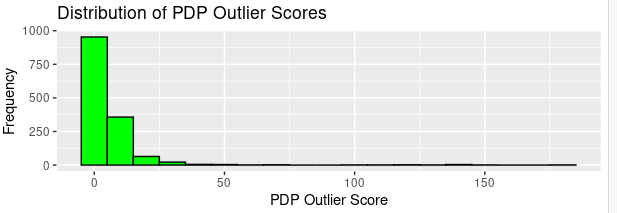 Distribution of PDP Outlier Scores
1000
750
500
250
0
Frequency
0 50 100 150
PDP Outlier Score